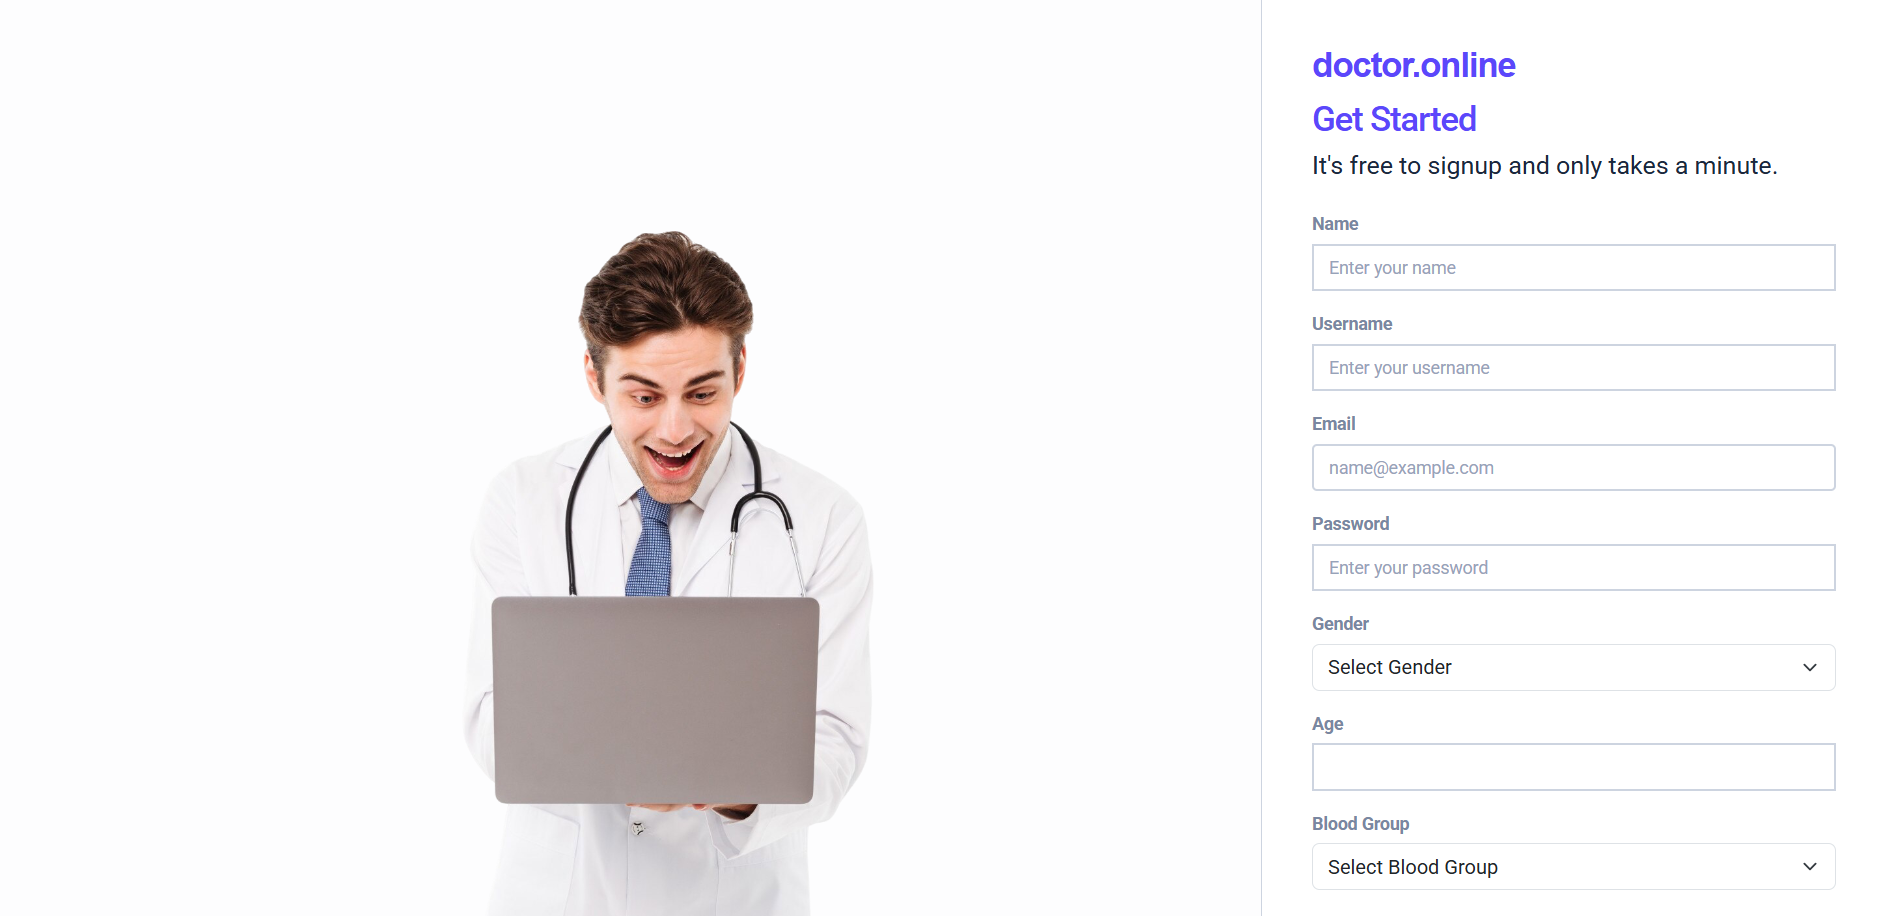 doctor.online
Get Started
It's free to signup and only takes a minute.
Name
Enter your name
Username
Enter your username
Email
name@example.com
Password
Enter your password
Gender
Select Gender
Age
Blood Group
Select Blood Group